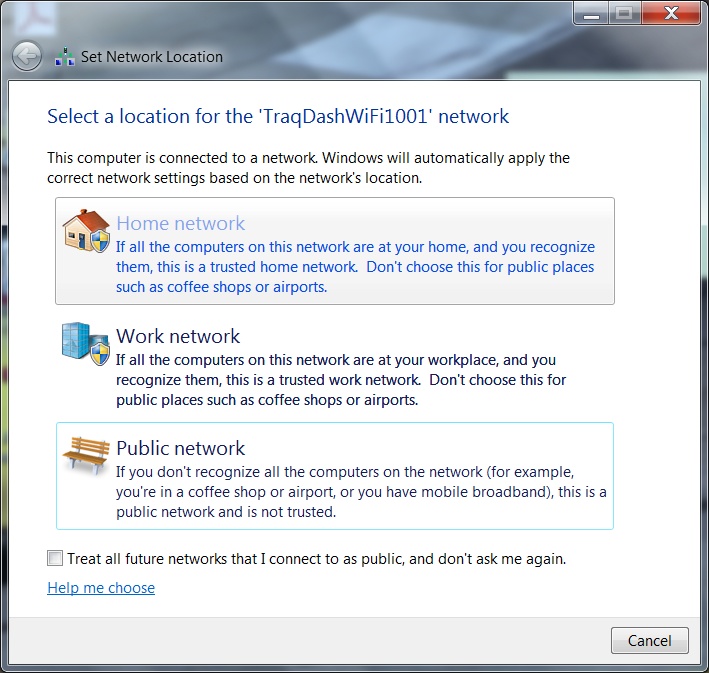 Set Network Location
Select a location for the 'TraqDashWiFi1001' network
This computer is connected to a network. Windows will automatically apply the
correct network settings based on the network's location.
Home network
If all the computers on this network are at your home, and you recognize
them, this is a trusted home network.  Don't choose this for public places
such as coffee shops or airports.
Work network
If all the computers on this network are at your workplace, and you
recognize them, this is a trusted work network.  Don't choose this for
public places such as coffee shops or airports.
Public network
If you don't recognize all the computers on the network (for example,
you're in a coffee shop or airport, or you have mobile broadband), this is a
public network and is not trusted.
Treat all future networks that I connect to as public, and don't ask me again.
Help me choose
Cancel